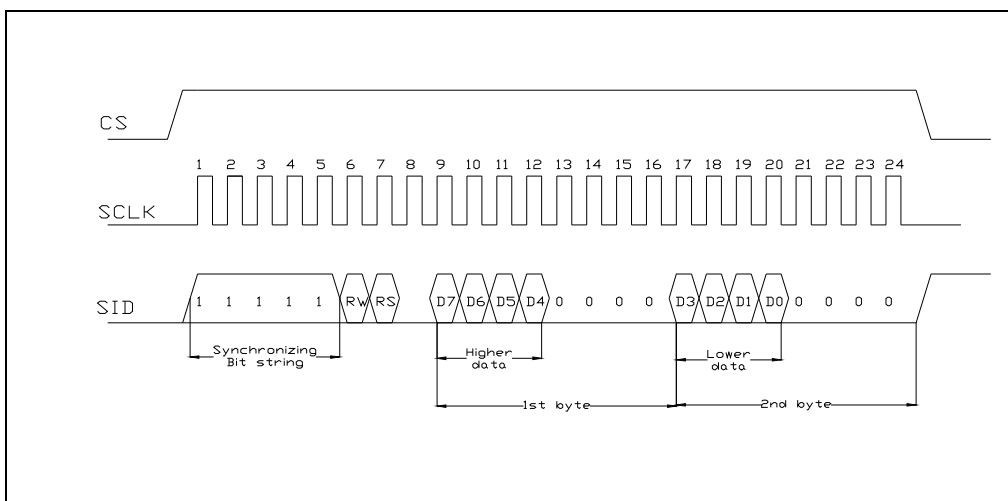 CS
1 2 3 4 5 6 7 8 9 10 11 12 13 14 15 16 17 18 19 20 21 22 23 24
SCLK
SID
1 1 1 1 1 RW RS D7 D6 D5 D4 0 0 0 0 D3 D2 D1 D0 0 0 0 0
Synchronizing
Bit string
Higher
data
Lower
data
1st byte
2nd byte